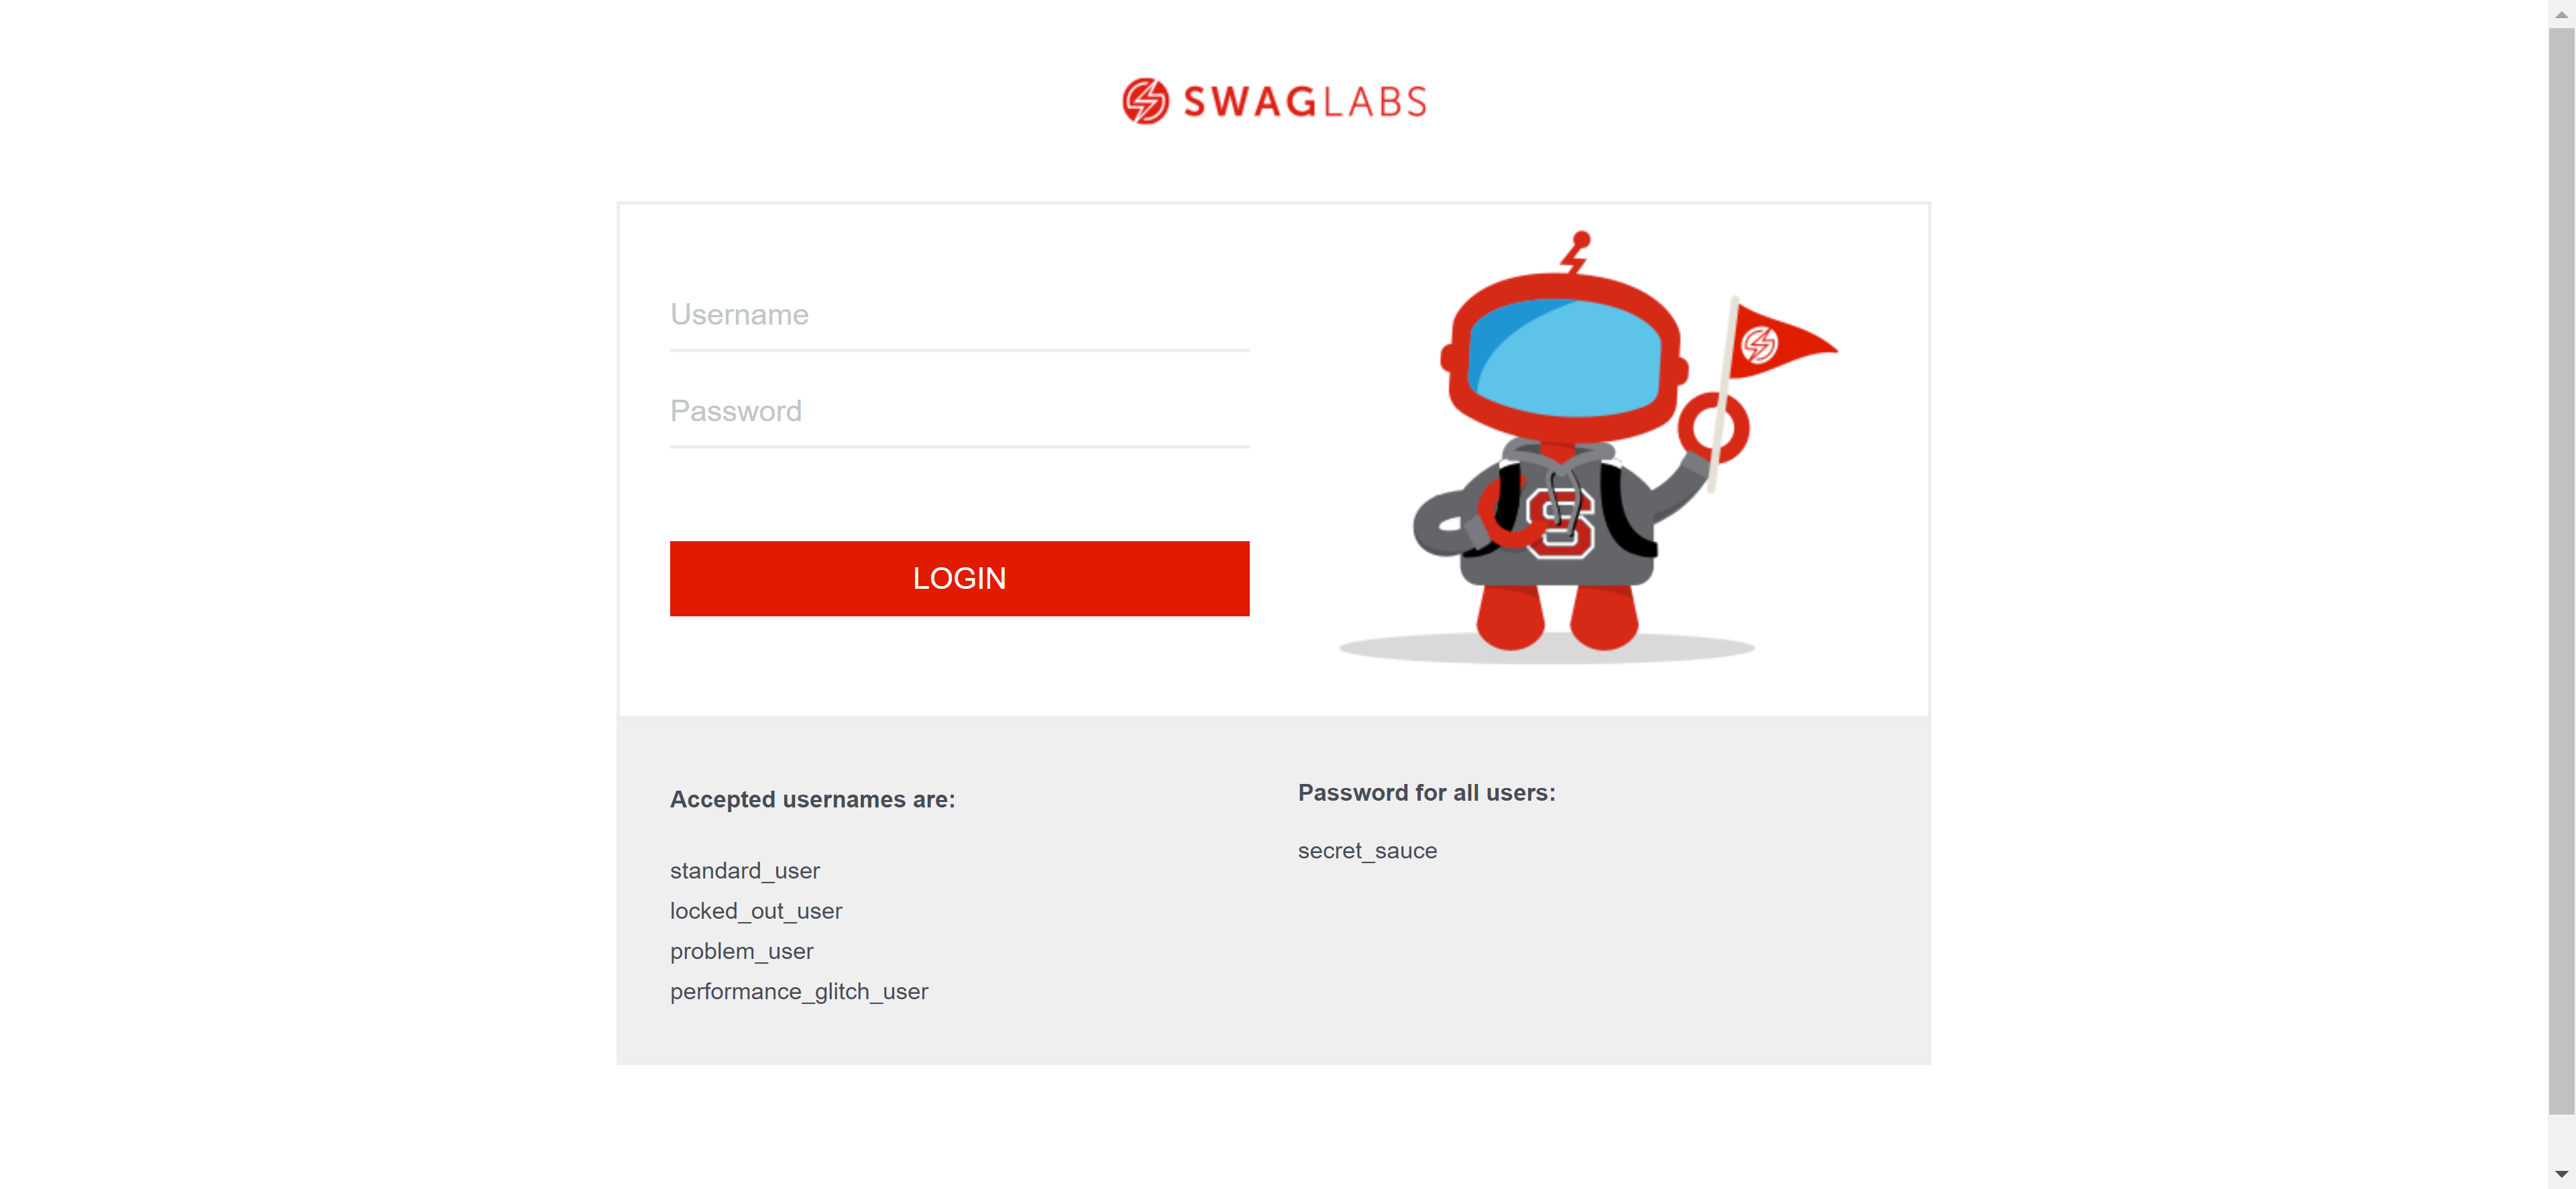 SWAGLABS
Username
Password
LOGIN
S
Accepted usernames are:
standard_user
locked_out_user
problem_user
performance_glitch_user
Password for all users:
secret_sauce